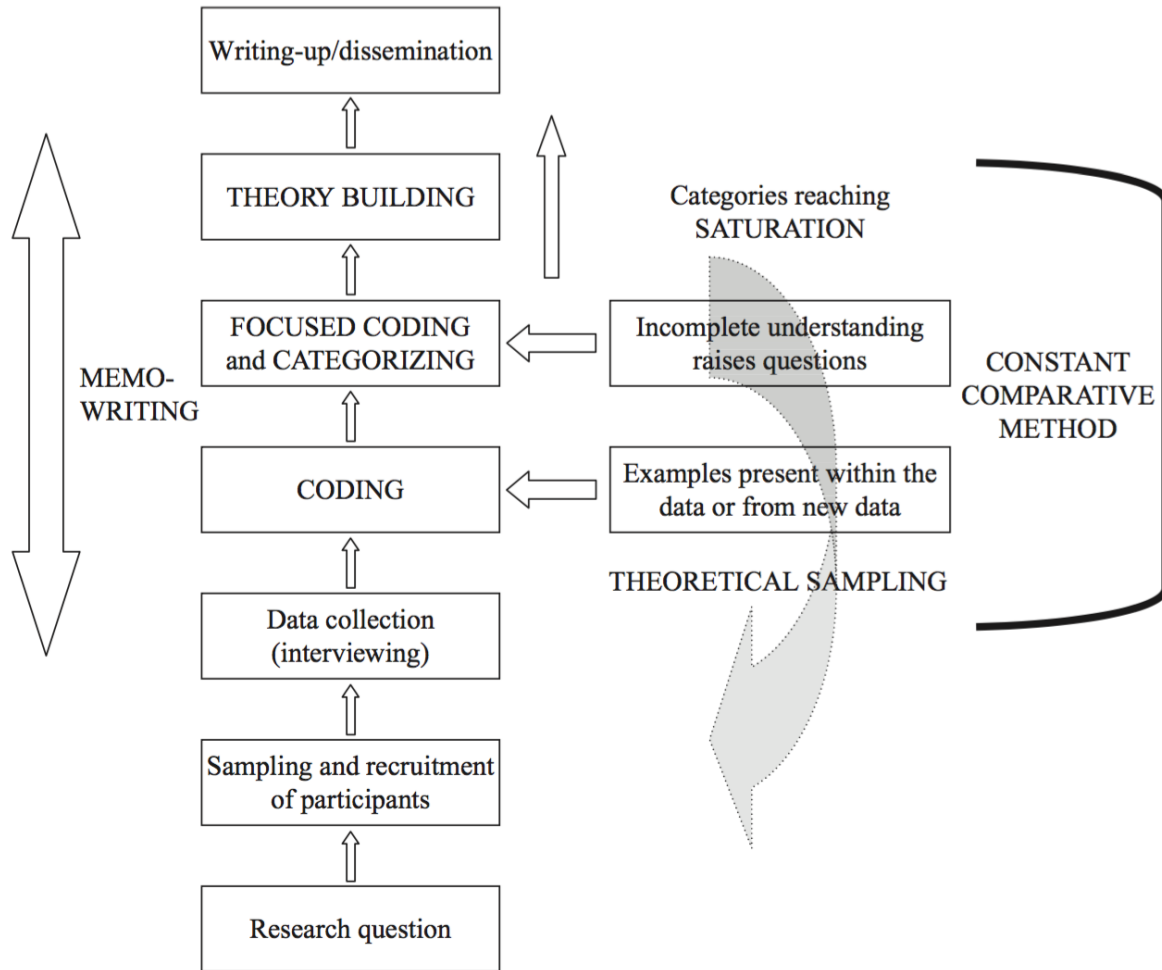 Writing-up/dissemination
THEORY BUILDING
Categories reaching
SATURATION
FOCUSED CODING
and CATEGORIZING
Incomplete understanding
raises questions
MEMO-
WRITING
CONSTANT
COMPARATIVE
METHOD
CODING
Examples present within the
data or from new data
THEORETICAL SAMPLING
Data collection
(interviewing)
Sampling and recruitment
of participants
Research question